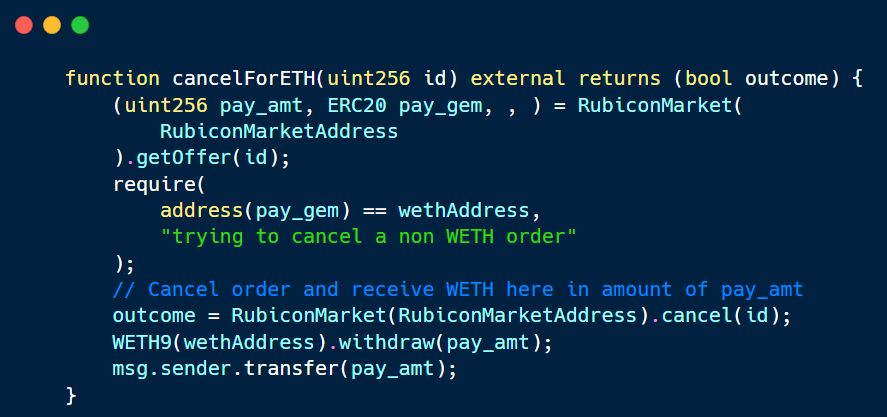 function cancelForETH(uint256 id) external returns (bool outcome) {
    (uint256 pay_amt, ERC20 pay_gem, , ) = RubiconMarket(
        RubiconMarketAddress
    ).getOffer(id);
    require(
        address(pay_gem) == wethAddress,
        "trying to cancel a non WETH order"
    );
    // Cancel order and receive WETH here in amount of pay_amt
    outcome = RubiconMarket(RubiconMarketAddress).cancel(id);
    WETH9(wethAddress).withdraw(pay_amt);
    msg.sender.transfer(pay_amt);
}